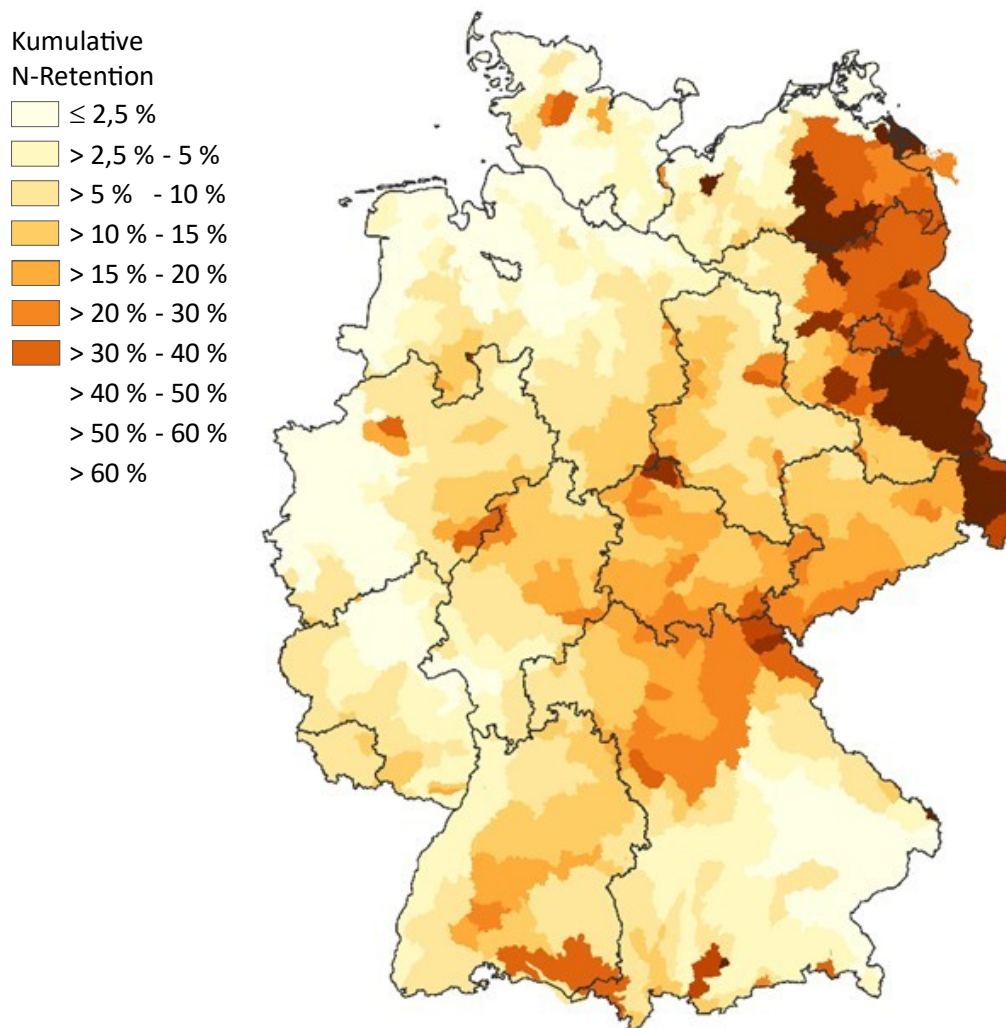 Kumulative
N-Retention
≤ 2,5 %
> 2,5 % - 5 %
> 5 % - 10 %
> 10 % - 15 %
> 15 % - 20 %
> 20 % - 30 %
> 30 % - 40 %
> 40 % - 50 %
> 50 % - 60 %
> 60 %